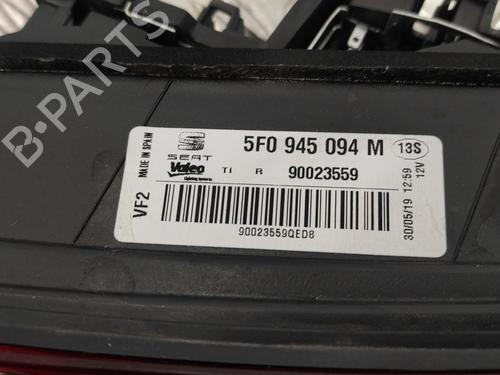 B-PARTS
MADE IN SPAIN
VF2
SEAT
5F0 945 094 M
13S
Valeo
TI R 90023559
90023559QED8
30/05/19 12:59
12V